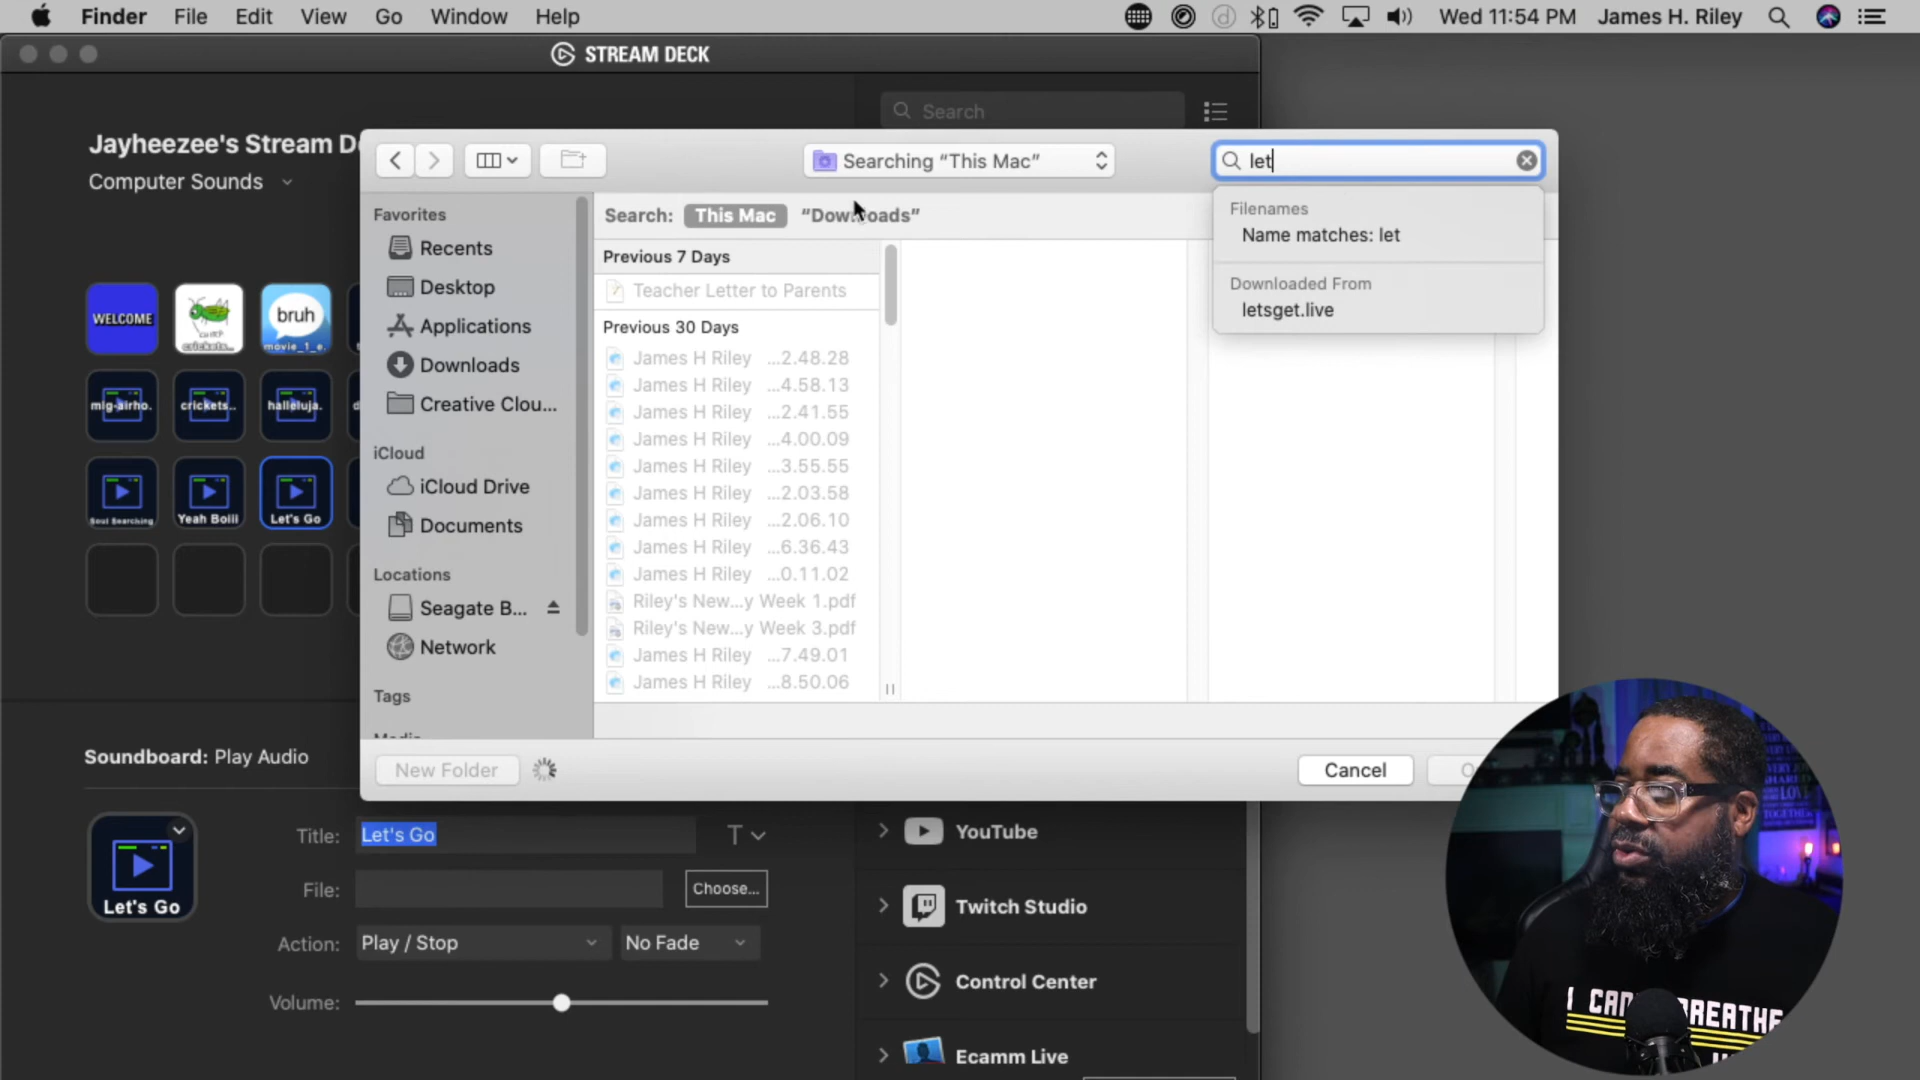 Finder File Edit View Go Window Help Wed 11:54 PM James H. Riley
STREAM DECK
Search
Jayheezee's Stream D
Computer Sounds
Searching “This Mac”
let
Search: This Mac “Downloads”
Filenames
Name matches: let
Downloaded From
letsget.live
Favorites
Recents
Desktop
Applications
Downloads
Creative Clou...
iCloud
iCloud Drive
Documents
Locations
Seagate B...
Network
Tags
Previous 7 Days
Teacher Letter to Parents
Previous 30 Days
James H Riley ...2.48.28
James H Riley ...4.58.13
James H Riley ...2.41.55
James H Riley ...4.00.09
James H Riley ...3.55.55
James H Riley ...2.03.58
James H Riley ...2.06.10
James H Riley ...6.36.43
James H Riley ...0.11.02
Riley's New...y Week 1.pdf
Riley's New...y Week 3.pdf
James H Riley ...7.49.01
James H Riley ...8.50.06
New Folder
Cancel
WELCOME
crickets...
bruh
movie_1_e.
mlg-airho.
crickets..
halleluja.
Soul Searching
Yeah Boiii
Let's Go
Soundboard: Play Audio
Let's Go
Title: Let's Go
T
File: Choose...
Action: Play / Stop No Fade
Volume:
YouTube
Twitch Studio
Control Center
Ecamm Live
I CAN
BREATHE